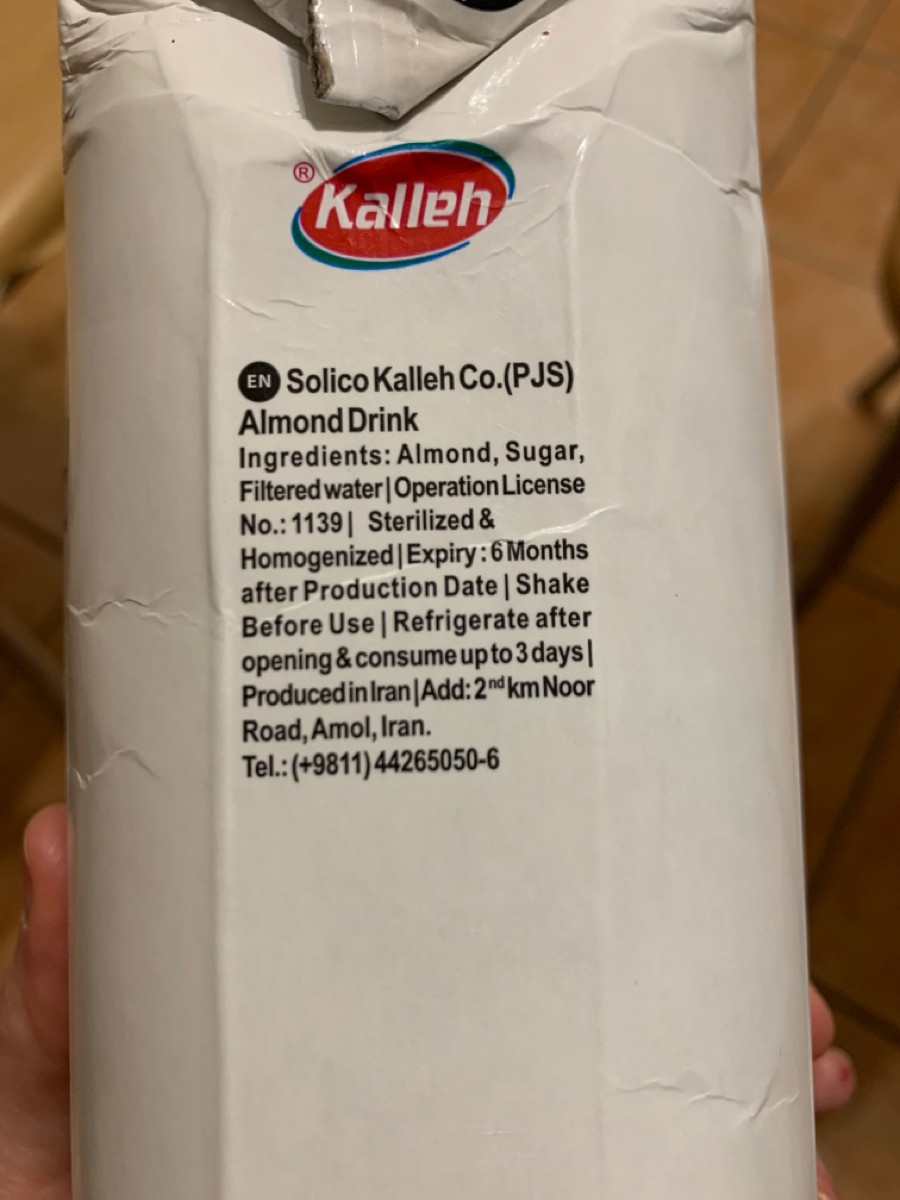 ® Kalleh
EN Solico Kalleh Co.(PJS)
Almond Drink
Ingredients: Almond, Sugar,
Filtered water | Operation License
No.: 1139 | Sterilized &
Homogenized | Expiry : 6 Months
after Production Date | Shake
Before Use | Refrigerate after
opening & consume up to 3 days |
Produced in Iran | Add: 2nd km Noor
Road, Amol, Iran.
Tel.: (+9811) 44265050-6